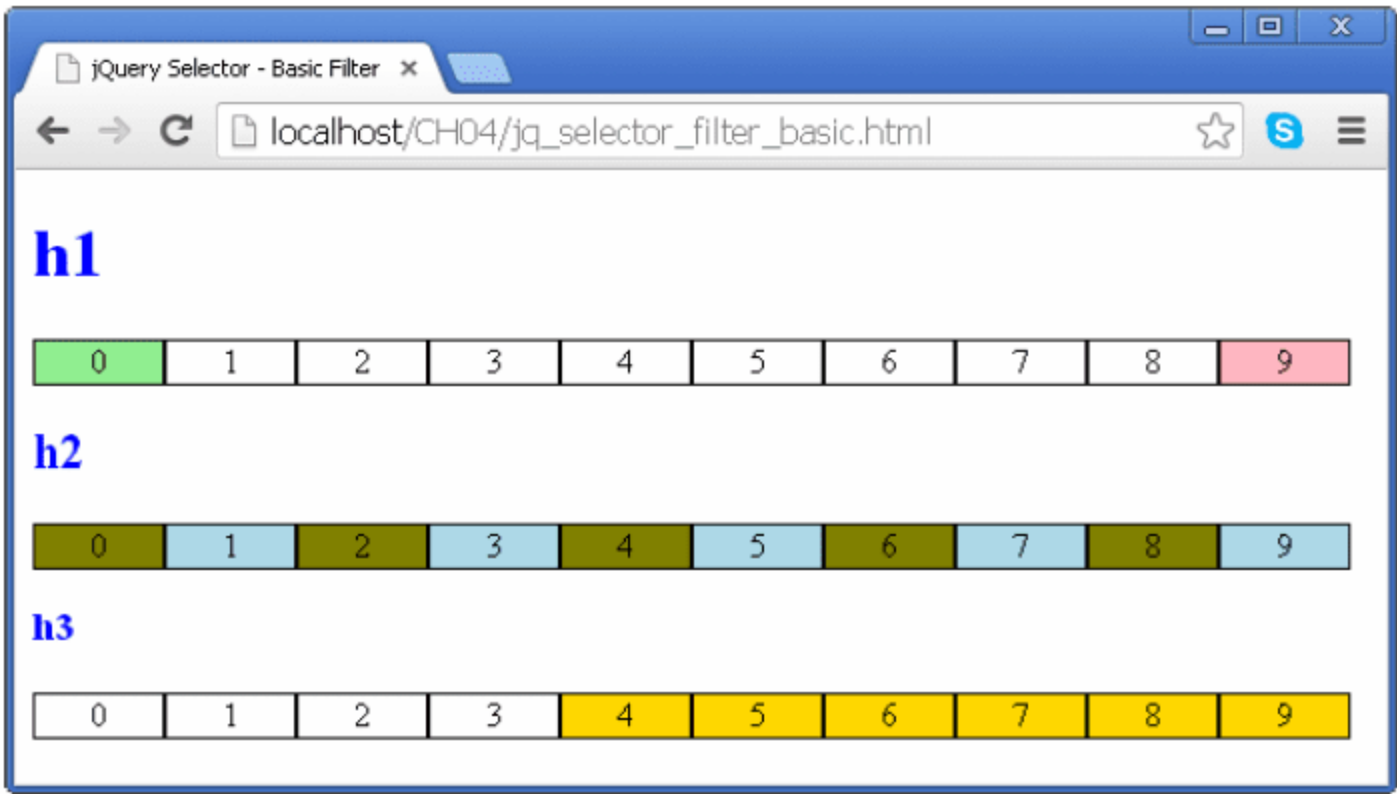 jQuery Selector - Basic Filter
localhost/CH04/jq_selector_filter_basic.html
h1
0 1 2 3 4 5 6 7 8 9
h2
0 1 2 3 4 5 6 7 8 9
h3
0 1 2 3 4 5 6 7 8 9